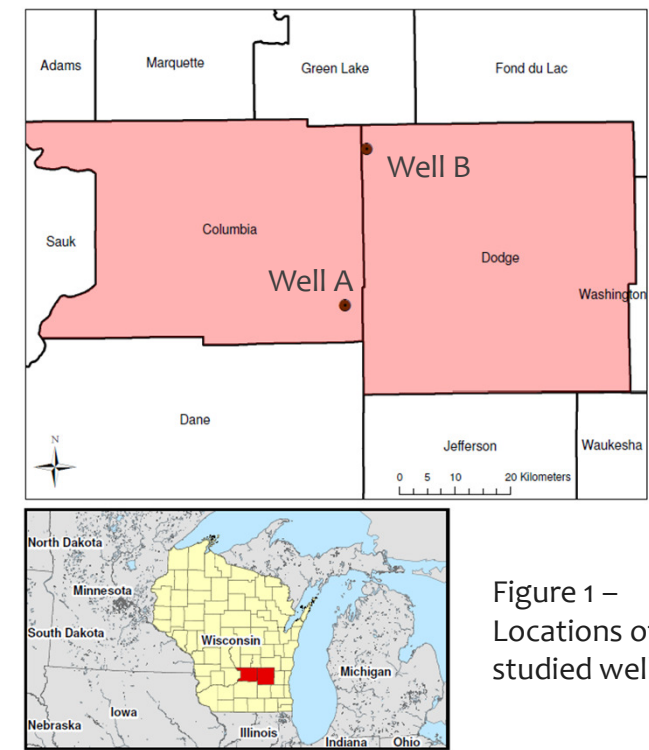 Adams
Marquette
Green Lake
Fond du Lac
Well B
Columbia
Sauk
Dodge
Well A
Washington
Dane
N
Jefferson
Waukesha
0 5 10 20 Kilometers
North Dakota
Minnesota
South Dakota
Wisconsin
Michigan
Iowa
Nebraska
Illinois
Indiana
Ohio
Figure 1 –
Locations o
studied wel